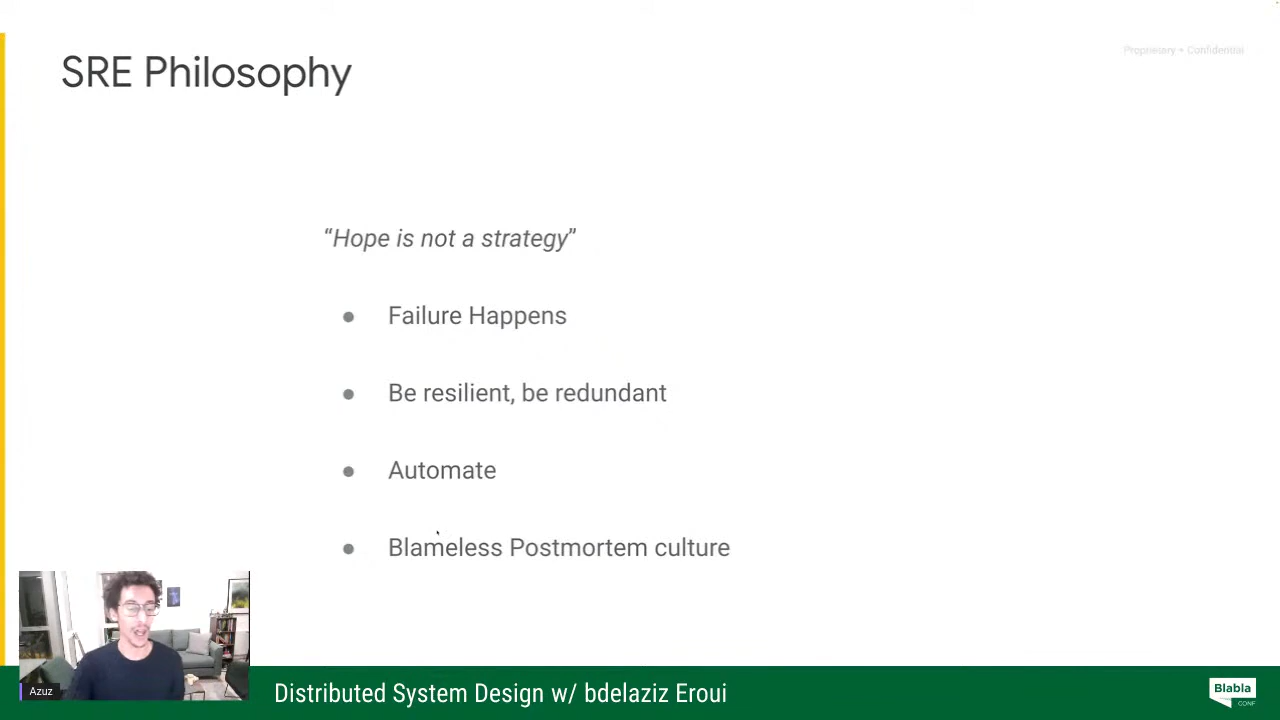 SRE Philosophy
Proprietary + Confidential
“Hope is not a strategy”
● Failure Happens
● Be resilient, be redundant
● Automate
● Blameless Postmortem culture
Azuz
Distributed System Design w/ bdelaziz Eroui
Blabla
CONF